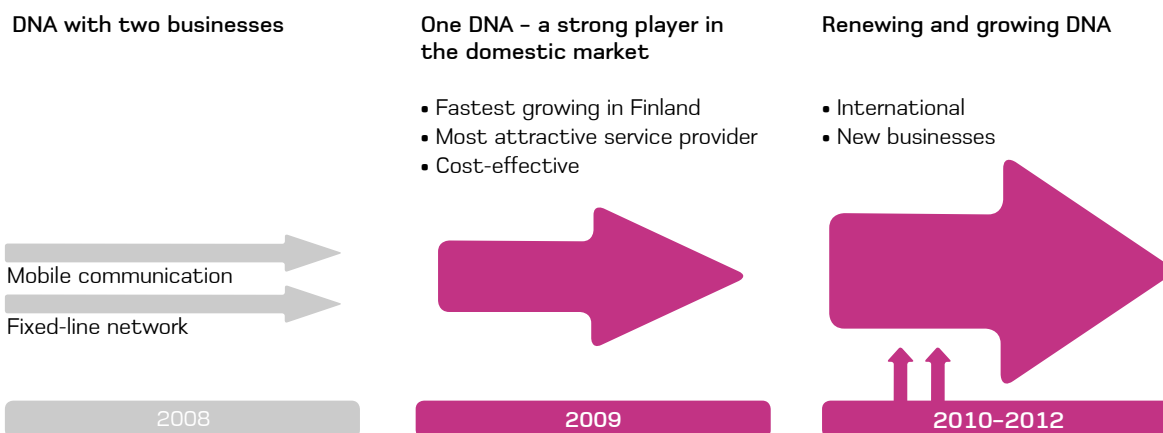 DNA with two businesses
Mobile communication
Fixed-line network
2008
One DNA – a strong player in
the domestic market
• Fastest growing in Finland
• Most attractive service provider
• Cost-effective
2009
Renewing and growing DNA
• International
• New businesses
2010–2012